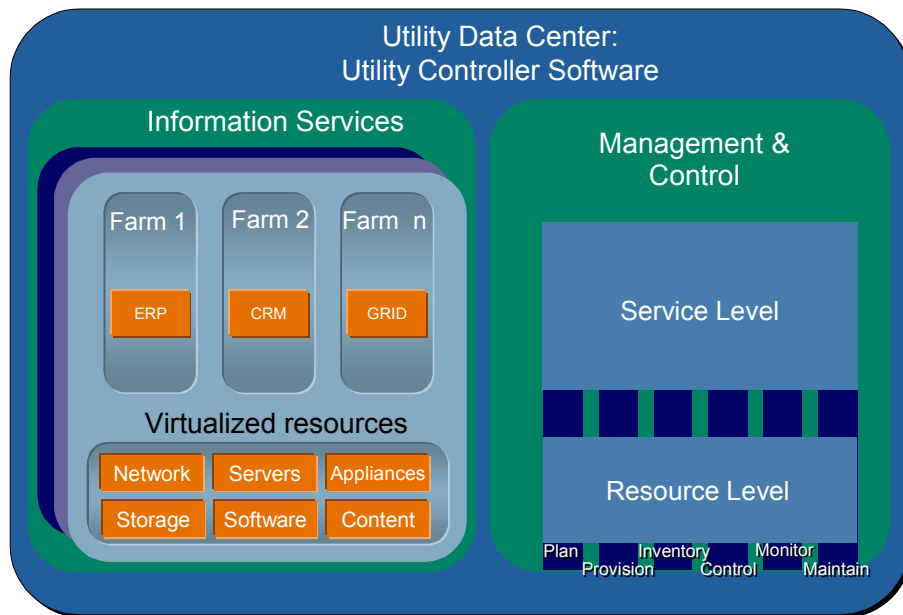 Utility Data Center:
Utility Controller Software
Information Services
Farm 1
Farm 2
Farm n
ERP
CRM
GRID
Virtualized resources
Network
Servers
Appliances
Storage
Software
Content
Management &
Control
Service Level
Resource Level
Plan
Provision
Inventory
Control
Monitor
Maintain